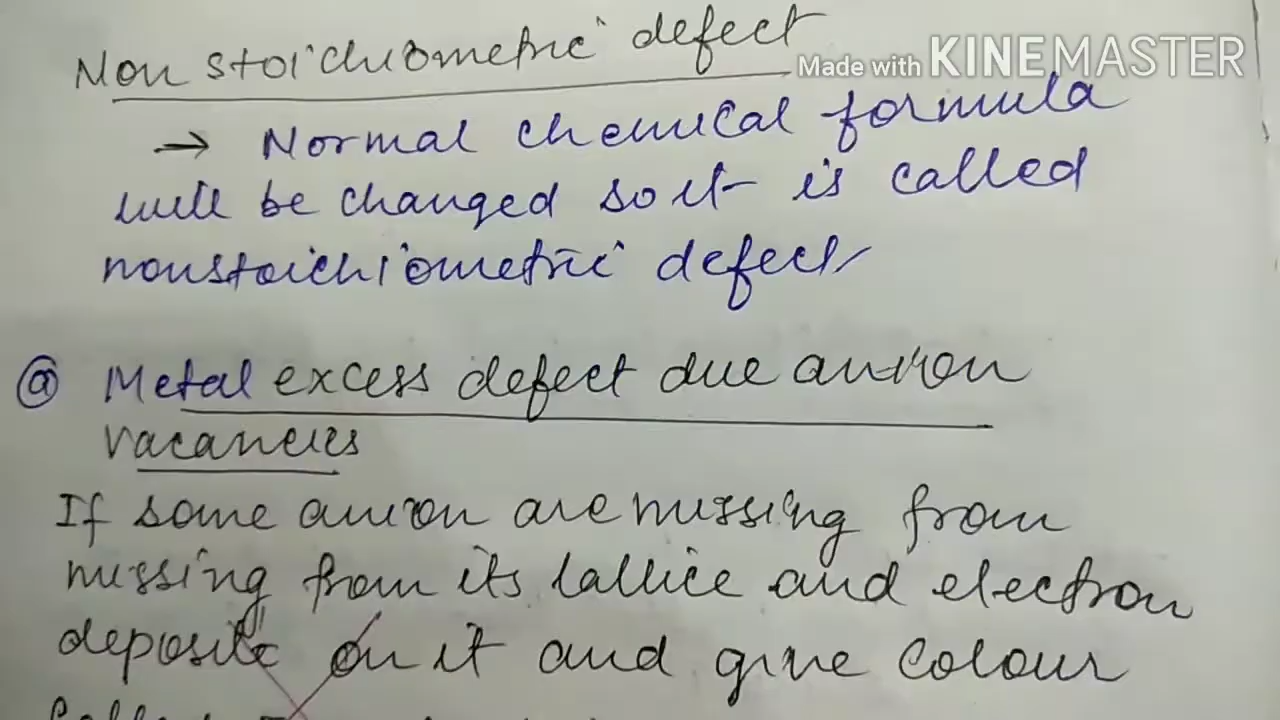 Non stoichiometric defect
Made with KINEMASTER
→ Normal chemical formula
will be changed so it is called
nonstoichiometric defect
ⓐ Metal excess defect due anion
vacancies
If some anion are missing from
missing from its lattice and electron
deposite on it and give colour